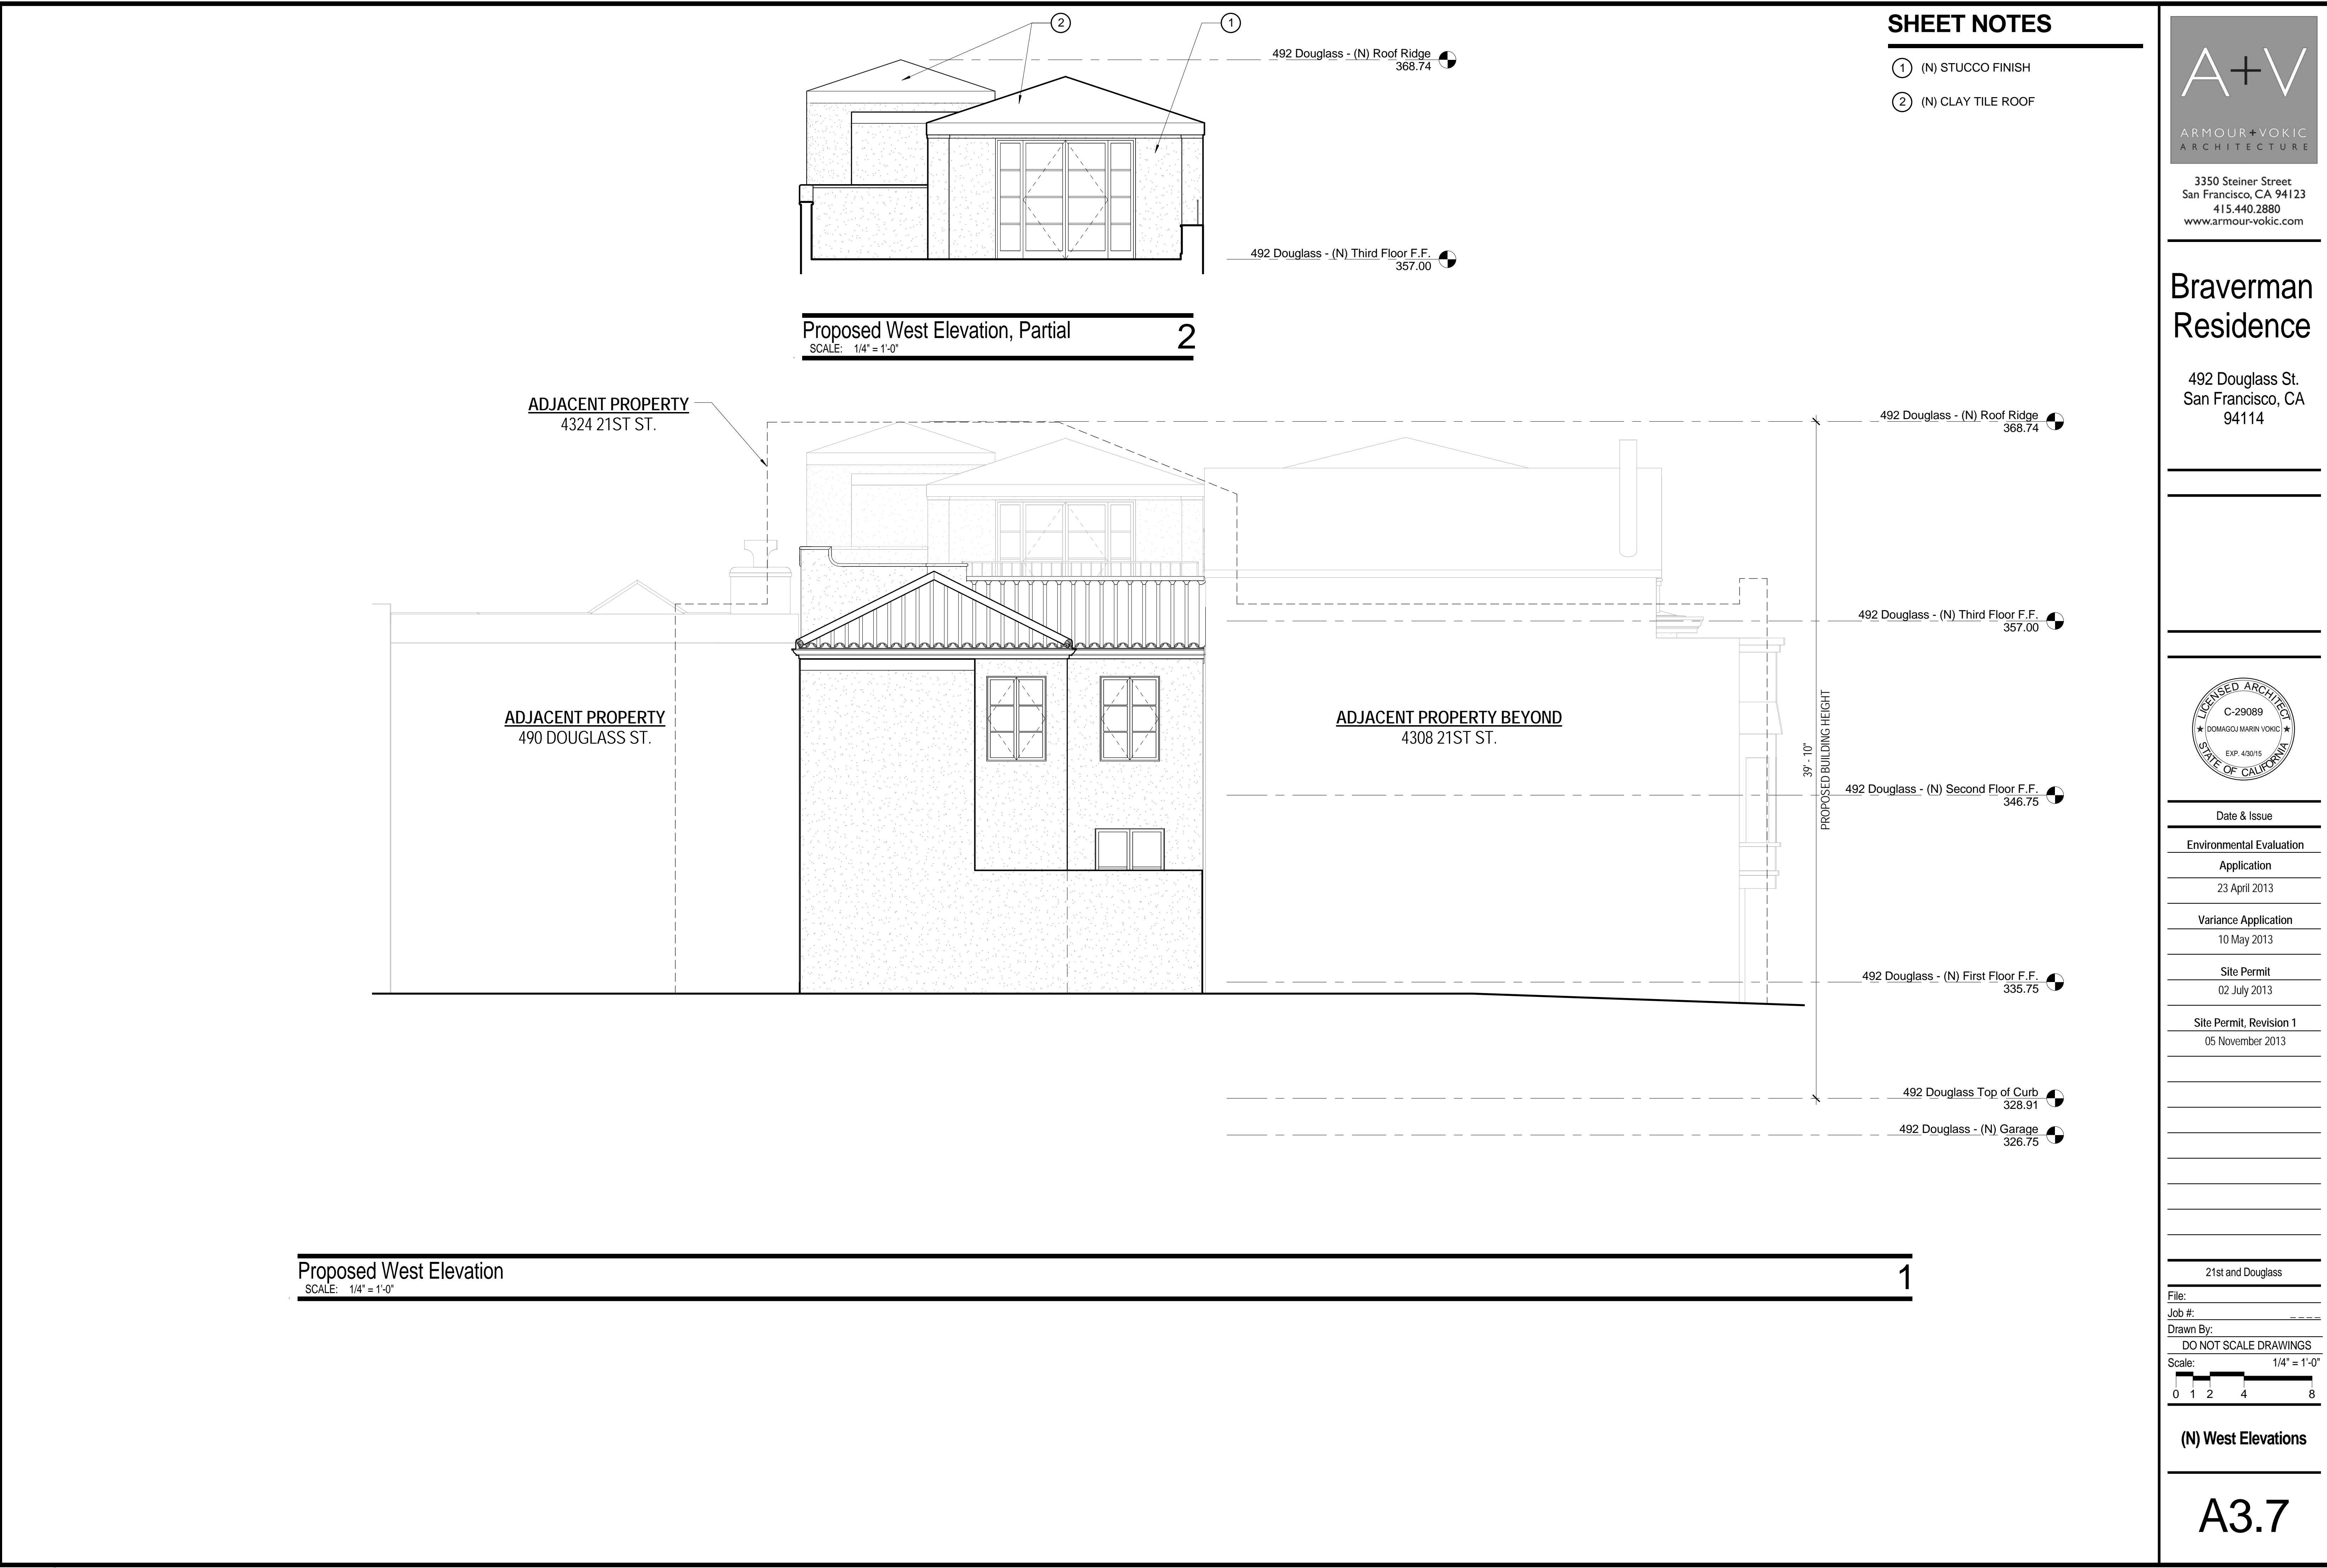 2
1
492 Douglass - (N) Roof Ridge
368.74
492 Douglass - (N) Third Floor F.F.
357.00
Proposed West Elevation, Partial
2
SCALE: 1/4" = 1'-0"
SHEET NOTES
1 (N) STUCCO FINISH
2 (N) CLAY TILE ROOF
ADJACENT PROPERTY
4324 21ST ST.
492 Douglass - (N) Roof Ridge
368.74
492 Douglass - (N) Third Floor F.F.
357.00
ADJACENT PROPERTY
490 DOUGLASS ST.
ADJACENT PROPERTY BEYOND
4308 21ST ST.
39' - 10"
PROPOSED BUILDING HEIGHT
492 Douglass - (N) Second Floor F.F.
346.75
492 Douglass - (N) First Floor F.F.
335.75
492 Douglass Top of Curb
328.91
492 Douglass - (N) Garage
326.75
Proposed West Elevation
1
SCALE: 1/4" = 1'-0"
A+V
ARMOUR+VOKIC
ARCHITECTURE
3350 Steiner Street
San Francisco, CA 94123
415.440.2880
www.armour-vokic.com
Braverman
Residence
492 Douglass St.
San Francisco, CA
94114
LICENSED ARCHITECT
C-29089
DOMAGOJ MARIN VOKIC
EXP. 4/30/15
STATE OF CALIFORNIA
Date & Issue
Environmental Evaluation
Application
23 April 2013
Variance Application
10 May 2013
Site Permit
02 July 2013
Site Permit, Revision 1
05 November 2013
21st and Douglass
File:
Job #: _ _ _ _
Drawn By:
DO NOT SCALE DRAWINGS
Scale: 1/4" = 1'-0"
0 1 2 4 8
(N) West Elevations
A3.7